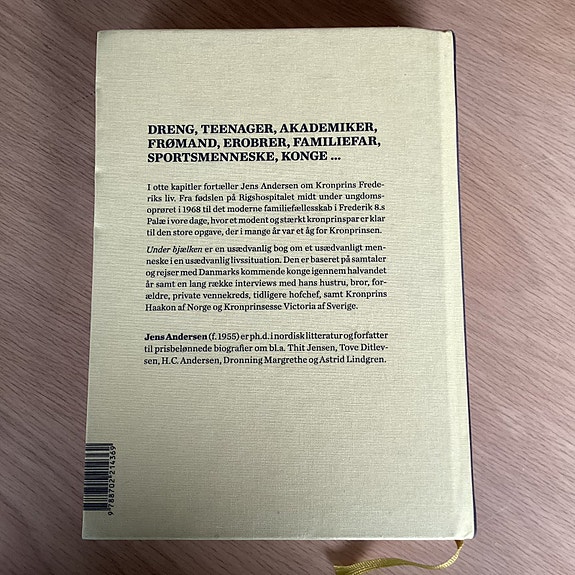 DRENG, TEENAGER, AKADEMIKER,
FRØMAND, EROBRER, FAMILIEFAR,
SPORTSMENNESKE, KONGE ...
I otte kapitler fortæller Jens Andersen om Kronprins Frede-
riks liv. Fra fødslen på Rigshospitalet midt under ungdoms-
oprøret i 1968 til det moderne familiefællesskab i Frederik 8.s
Palæ i vore dage, hvor et modent og stærkt kronprinspar er klar
til den store opgave, der i mange år var et åg for Kronprinsen.
Under bjælken er en usædvanlig bog om et usædvanligt men-
neske i en usædvanlig livssituation. Den er baseret på samtaler
og rejser med Danmarks kommende konge igennem halvandet
år samt en lang række interviews med hans hustru, bror, for-
ældre, private vennekreds, tidligere hofchef, samt Kronprins
Haakon af Norge og Kronprinsesse Victoria af Sverige.
Jens Andersen (f. 1955) er ph.d. i nordisk litteratur og forfatter
til prisbelønnede biografier om bl.a. Thit Jensen, Tove Ditlev-
sen, H.C. Andersen, Dronning Margrethe og Astrid Lindgren.
9 788702 214369